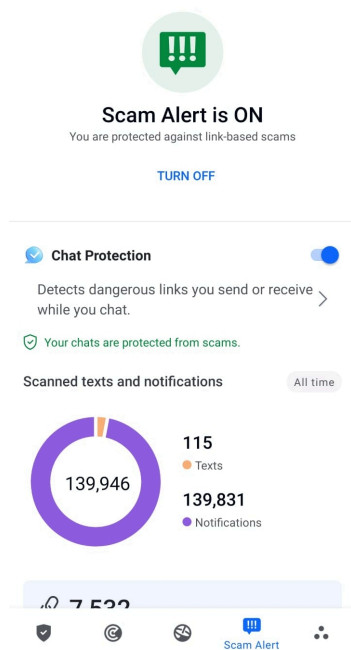 Scam Alert is ON
You are protected against link-based scams
TURN OFF
Chat Protection
Detects dangerous links you send or receive
while you chat.
Your chats are protected from scams.
Scanned texts and notifications
All time
139,946
115
Texts
139,831
Notifications
7,532
Scam Alert